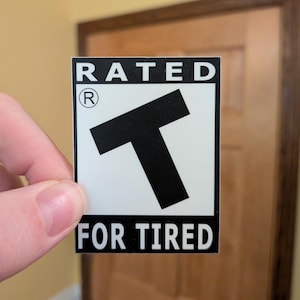 RATED
®
T
FOR TIRED